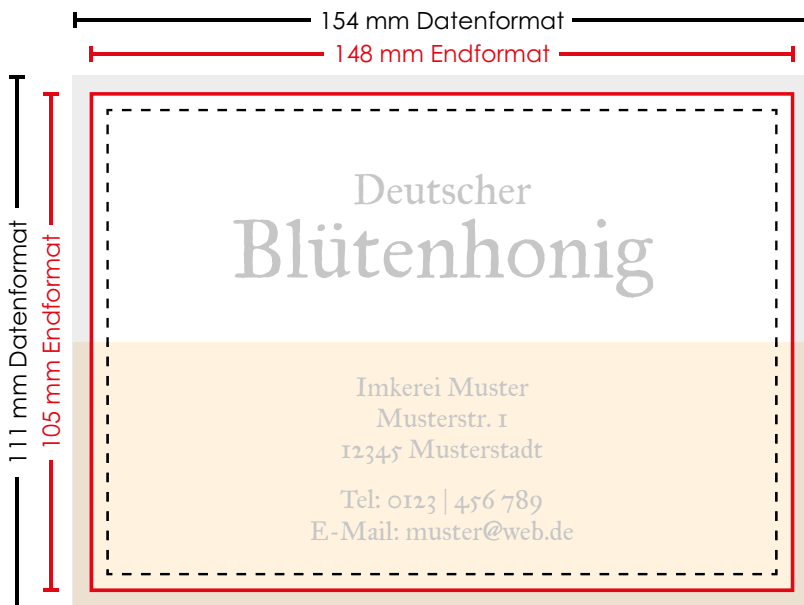 154 mm Datenformat
148 mm Endformat
111 mm Datenformat
105 mm Endformat
Deutscher
Blütenhonig
Imkerei Muster
Musterstr. 1
12345 Musterstadt
Tel: 0123 | 456 789
E-Mail: muster@web.de